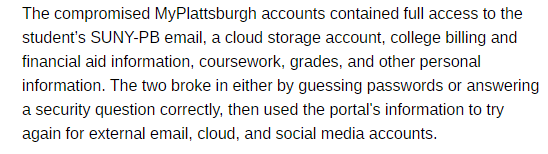 The compromised MyPlattsburgh accounts contained full access to the
student's SUNY-PB email, a cloud storage account, college billing and
financial aid information, coursework, grades, and other personal
information. The two broke in either by guessing passwords or answering
a security question correctly, then used the portal's information to try
again for external email, cloud, and social media accounts.